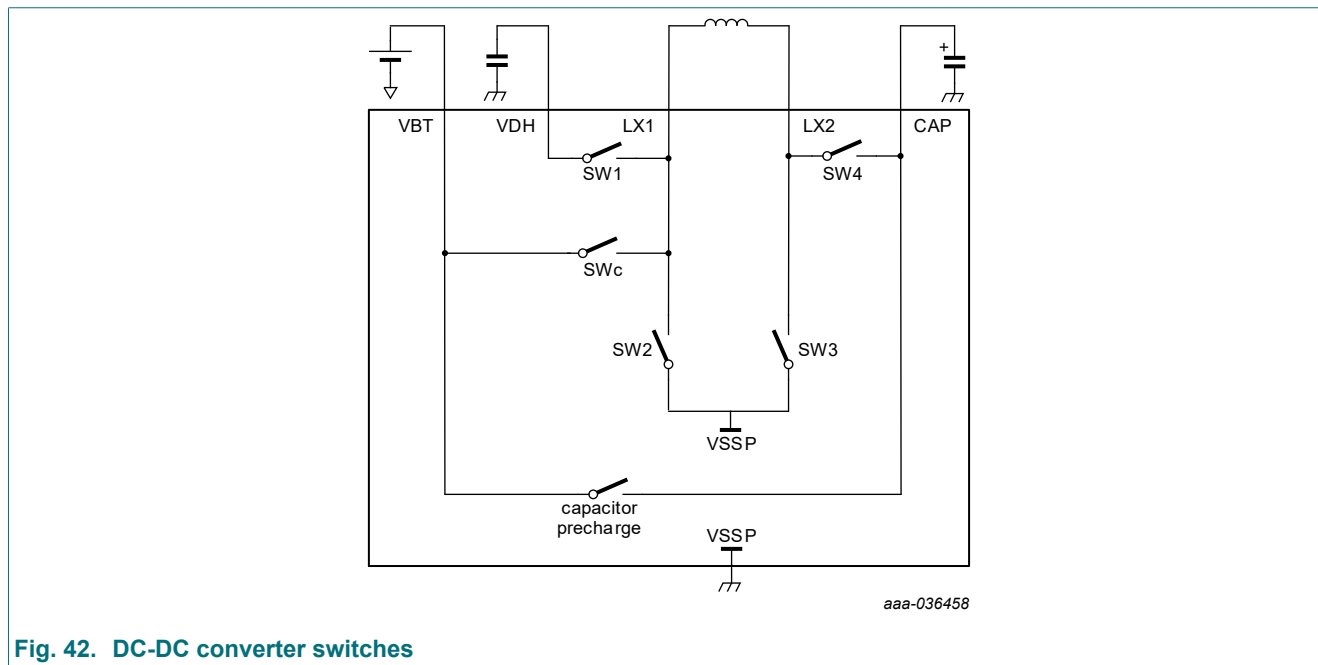 +
VBT VDH LX1 LX2 CAP
SW1 SW4
SWc
SW2 SW3
VSSP
capacitor
precharge
VSSP
aaa-036458
Fig. 42. DC-DC converter switches